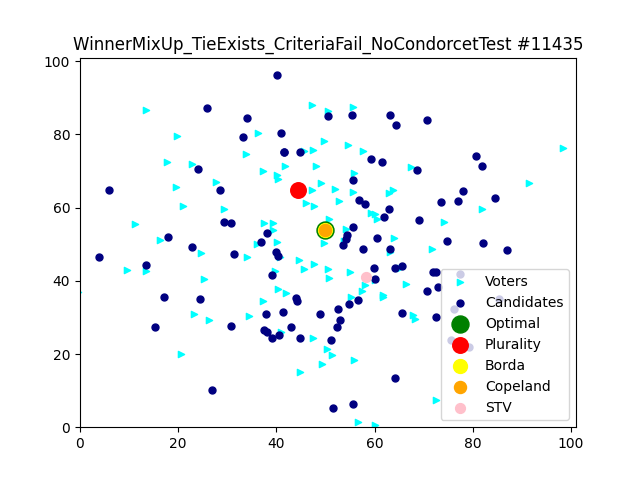 WinnerMixUp_TieExists_CriteriaFail_NoCondorcetTest #11435
100
80
60
40
20
0
0
20
40
60
80
100
Voters
Candidates
Optimal
Plurality
Borda
Copeland
STV